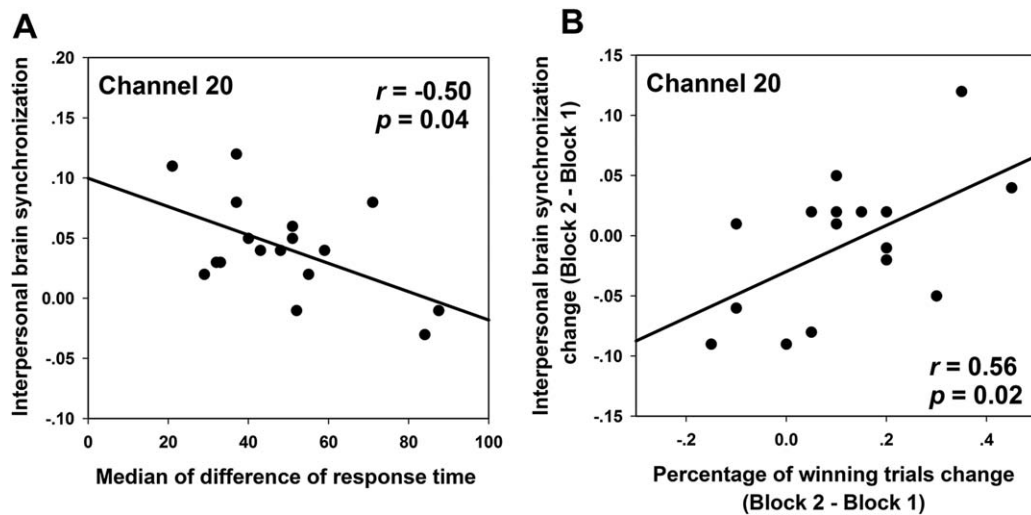 A
Interpersonal brain synchronization
.20
.15
.10
.05
0.00
-.05
-.10
Channel 20
r = -0.50
p = 0.04
0
20
40
60
80
100
Median of difference of response time
B
Interpersonal brain synchronization
change (Block 2 - Block 1)
.15
.10
.05
0.00
-.05
-.10
-.15
Channel 20
r = 0.56
p = 0.02
-.2
0.0
.2
.4
Percentage of winning trials change
(Block 2 - Block 1)